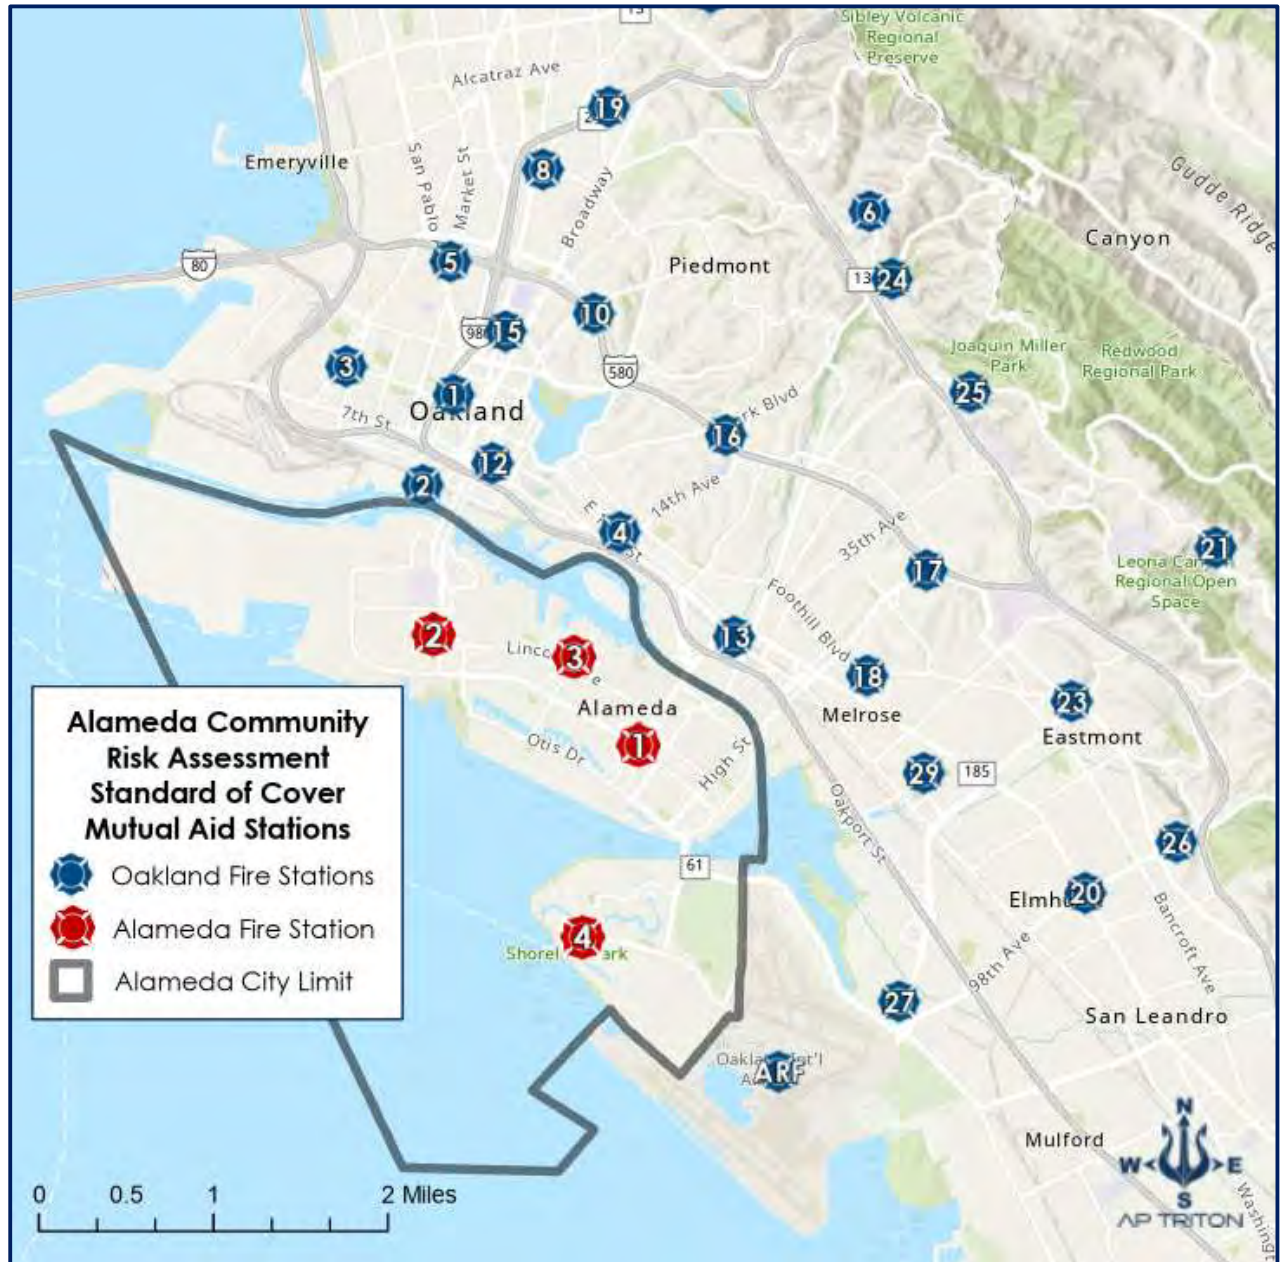 13
Sibley Volcanic
Regional
Preserve
Alcatraz Ave
19
Emeryville
San Pablo
Market St
8
Broadway
6
Gudde Ridge
Canyon
80
5
Piedmont
13
24
10
980
15
3
580
Joaquin Miller
Park
Redwood
Regional Park
1
Oakland
25
7th St
16
12
2
14th Ave
4
35th Ave
17
21
Regional Open
Space
Foothill Blvd
2
3
13
18
Alameda
Melrose
23
Eastmont
1
Otis Dr
High St
29
185
Oakport St
61
26
20
Bancroft Ave
4
98th Ave
27
San Leandro
ARF
Mulford
Alameda Community
Risk Assessment
Standard of Cover
Mutual Aid Stations
Oakland Fire Stations
Alameda Fire Station
Alameda City Limit
0 0.5 1 2 Miles
N
W E
S
AP TRITON